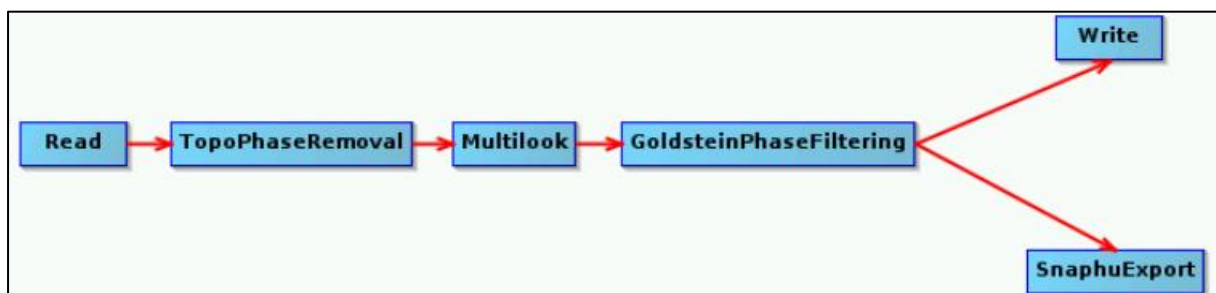 Write
Read
TopoPhaseRemoval
Multilook
GoldsteinPhaseFiltering
SnaphuExport